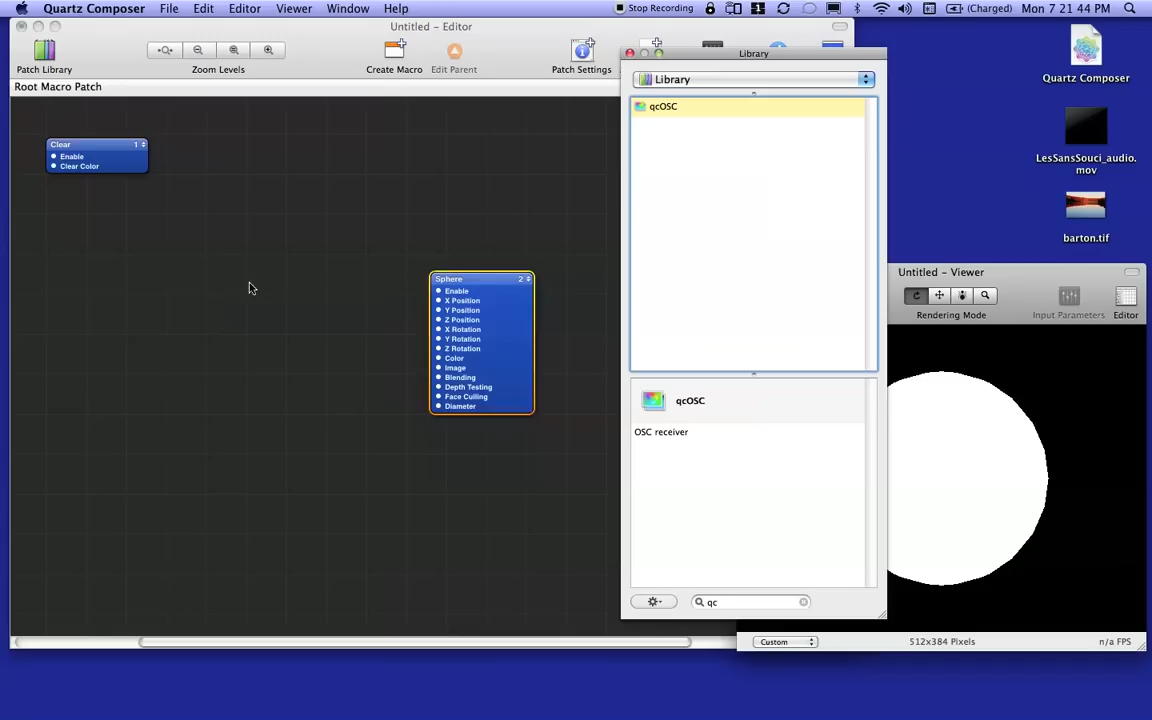 Quartz Composer File Edit Editor Viewer Window Help Stop Recording (Charged) Mon 7 21 44 PM
Untitled - Editor
Patch Library
Zoom Levels
Create Macro
Edit Parent
Patch Settings
Root Macro Patch
Clear 1
Enable
Clear Color
Sphere 2
Enable
X Position
Y Position
Z Position
X Rotation
Y Rotation
Z Rotation
Color
Image
Blending
Depth Testing
Face Culling
Diameter
Library
Library
qcOSC
qcOSC
OSC receiver
qc
Quartz Composer
LesSansSouci_audio.
mov
barton.tif
Untitled - Viewer
Rendering Mode
Input Parameters
Editor
Custom
512x384 Pixels
n/a FPS